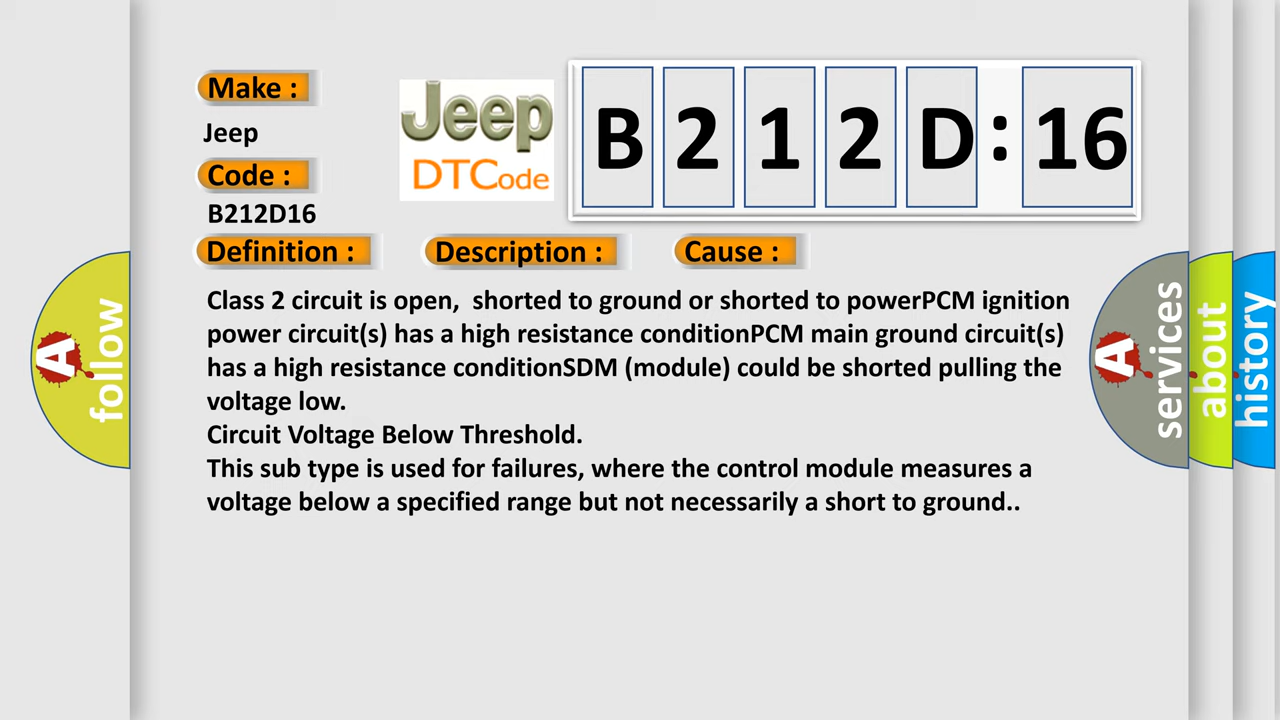 Make :
Jeep
Code :
B212D16
Jeep
DTCode
B212D:16
Definition :
Description :
Cause :
Class 2 circuit is open,  shorted to ground or shorted to powerPCM ignition
power circuit(s) has a high resistance conditionPCM main ground circuit(s)
has a high resistance conditionSDM (module) could be shorted pulling the
voltage low.
Circuit Voltage Below Threshold.
This sub type is used for failures, where the control module measures a
voltage below a specified range but not necessarily a short to ground..
A
follow
A
services
about
history